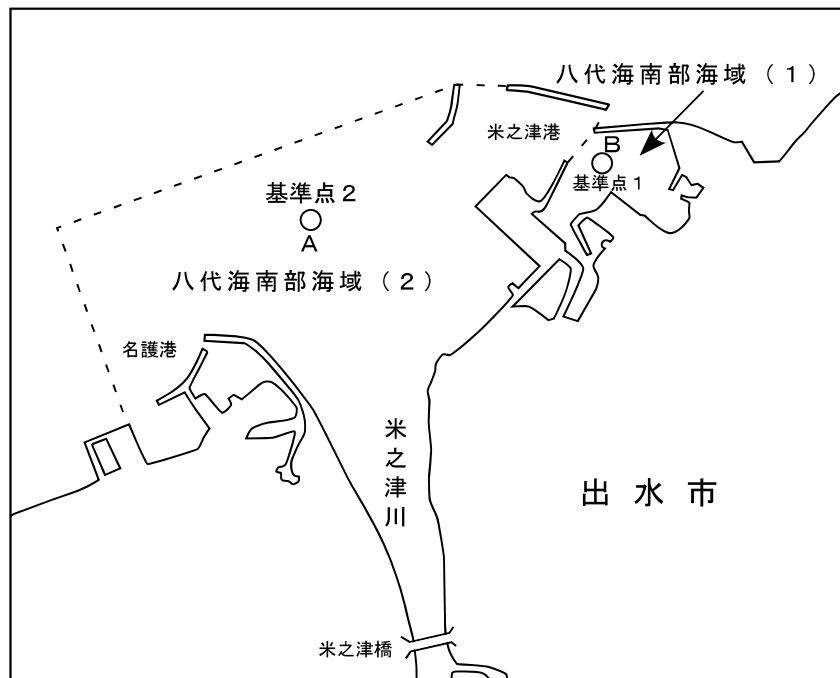 八代海南部海域（１）
米之津港
B
基準点１
基準点２
A
八代海南部海域（２）
名護港
米之津川
出水市
米之津橋